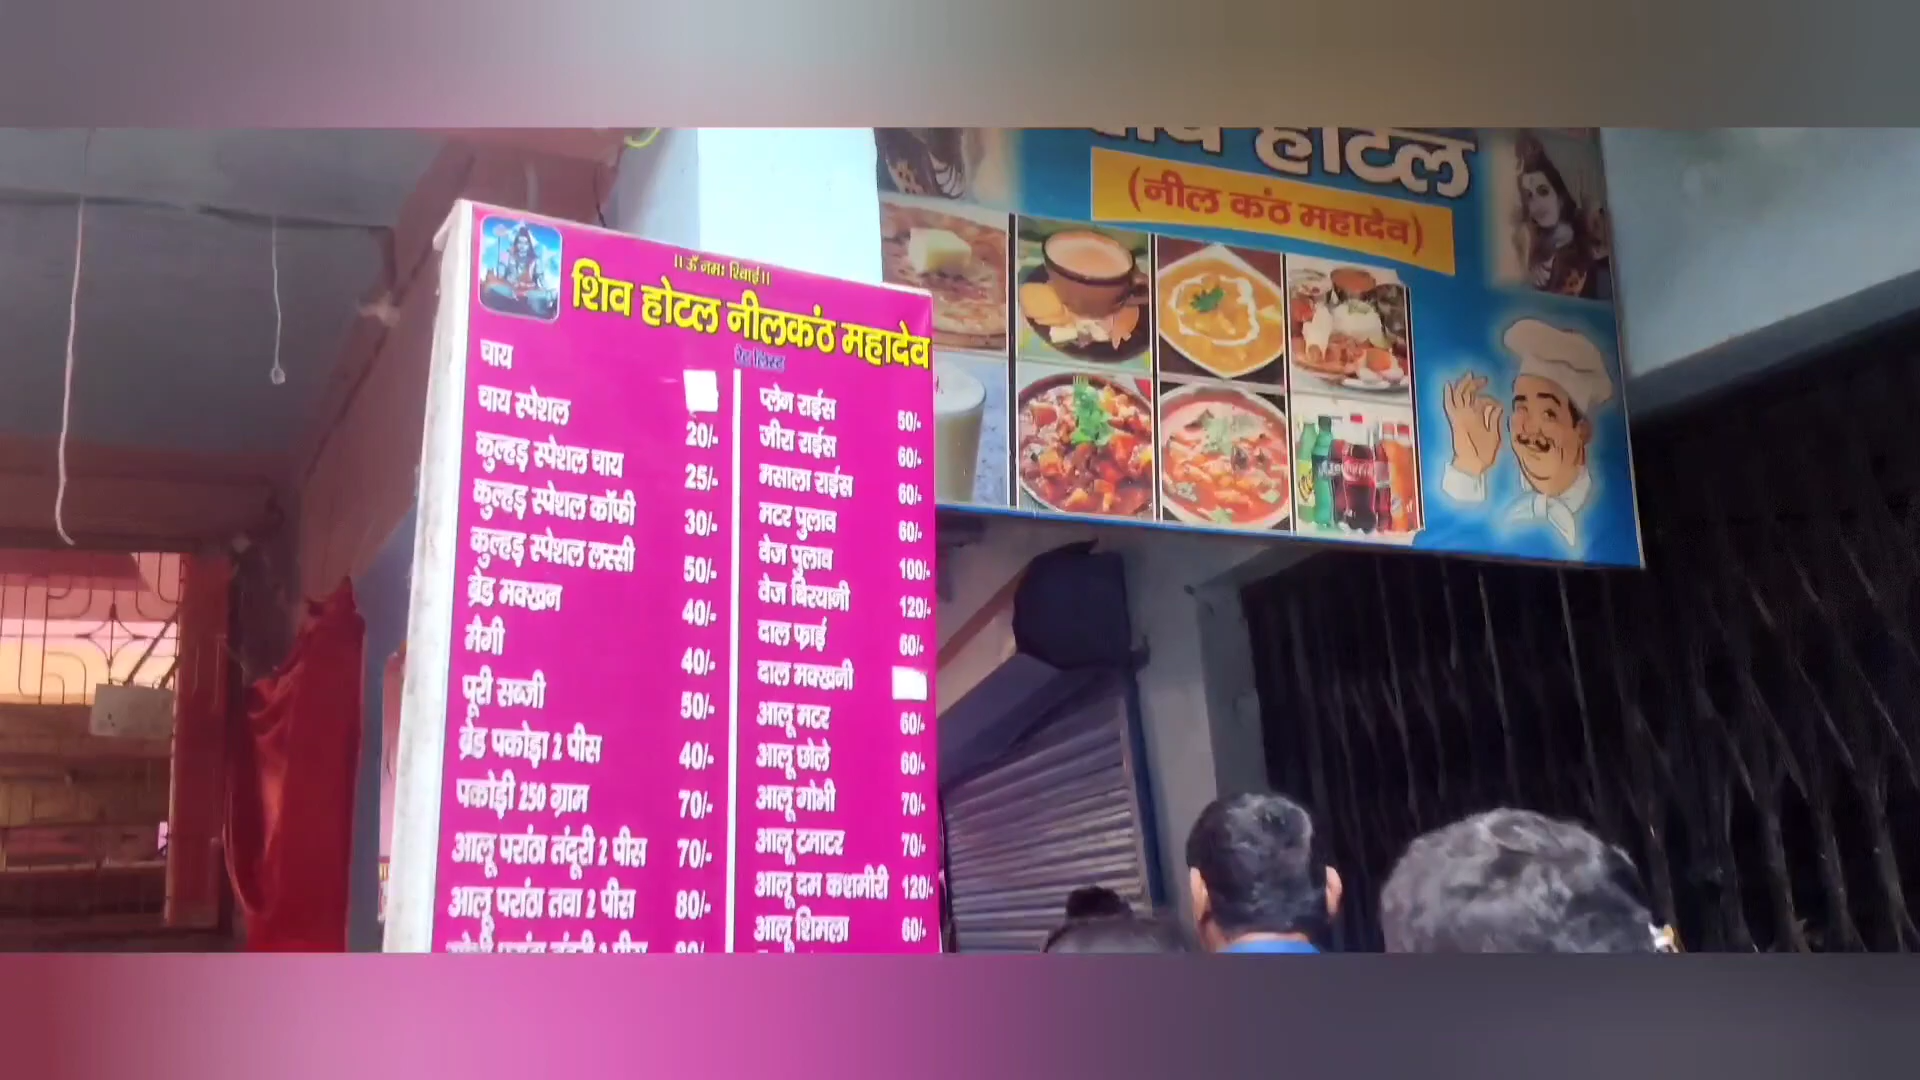 होटल
(नील कंठ महादेव)
।।ॐ नमः शिवाई।।
शिव होटल नीलकंठ महादेव
रेट लिस्ट
चाय
चाय स्पेशल 20/-
कुल्हड़ स्पेशल चाय 25/-
कुल्हड़ स्पेशल कॉफी 30/-
कुल्हड़ स्पेशल लस्सी 50/-
ब्रेड मक्खन 40/-
मैगी 40/-
पूरी सब्जी 50/-
ब्रेड पकोड़ा 2 पीस 40/-
पकोड़ी 250 ग्राम 70/-
आलू परांठा तंदूरी 2 पीस 70/-
आलू परांठा तवा 2 पीस 80/-
प्लेन राईस 50/-
जीरा राईस 60/-
मसाला राईस 60/-
मटर पुलाव 60/-
वेज पुलाव 100/-
वेज बिरयानी 120/-
दाल फ्राई 60/-
दाल मक्खनी
आलू मटर 60/-
आलू छोले 60/-
आलू गोभी 70/-
आलू टमाटर 70/-
आलू दम कशमीरी 120/-
आलू शिमला 60/-